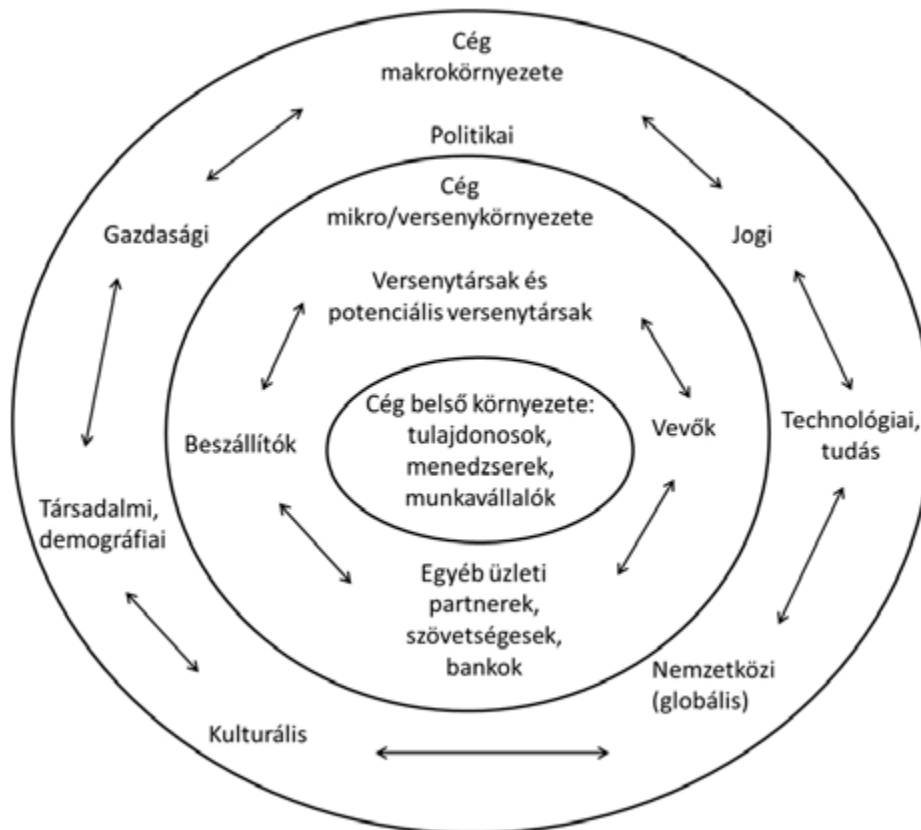 Cég
makrokörnyezete
Politikai
Cég
mikro/versenykörnyezete
Gazdasági
Jogi
Versenytársak és
potenciális versenytársak
Cég belső környezete:
tulajdonosok,
menedzserek,
munkavállalók
Beszállítók
Vevők
Technológiai,
tudás
Társadalmi,
demográfiai
Egyéb üzleti
partnerek,
szövetségesek,
bankok
Nemzetközi
(globális)
Kulturális